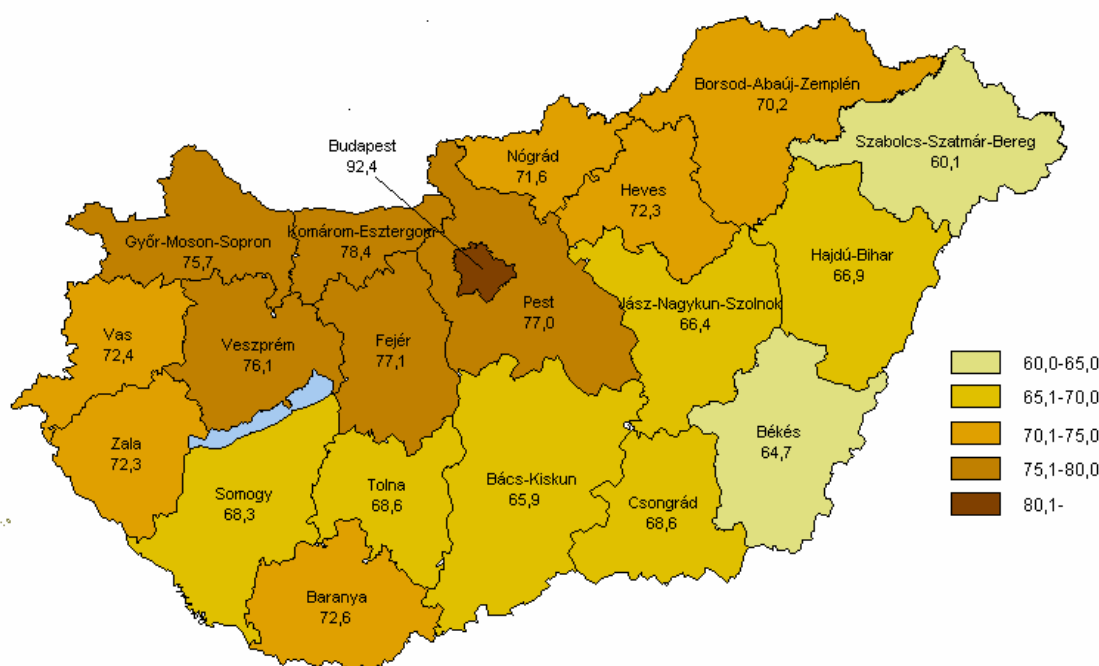 Borsod-Abaúj-Zemplén
70,2
Szabolcs-Szatmár-Bereg
60,1
Budapest
92,4
Nógrád
71,6
Heves
72,3
Győr-Moson-Sopron
75,7
Komárom-Esztergom
78,4
Hajdú-Bihar
66,9
Pest
77,0
Jász-Nagykun-Szolnok
66,4
Vas
72,4
Veszprém
76,1
Fejér
77,1
Zala
72,3
Somogy
68,3
Tolna
68,6
Bács-Kiskun
65,9
Csongrád
68,6
Békés
64,7
Baranya
72,6
60,0-65,0
65,1-70,0
70,1-75,0
75,1-80,0
80,1-